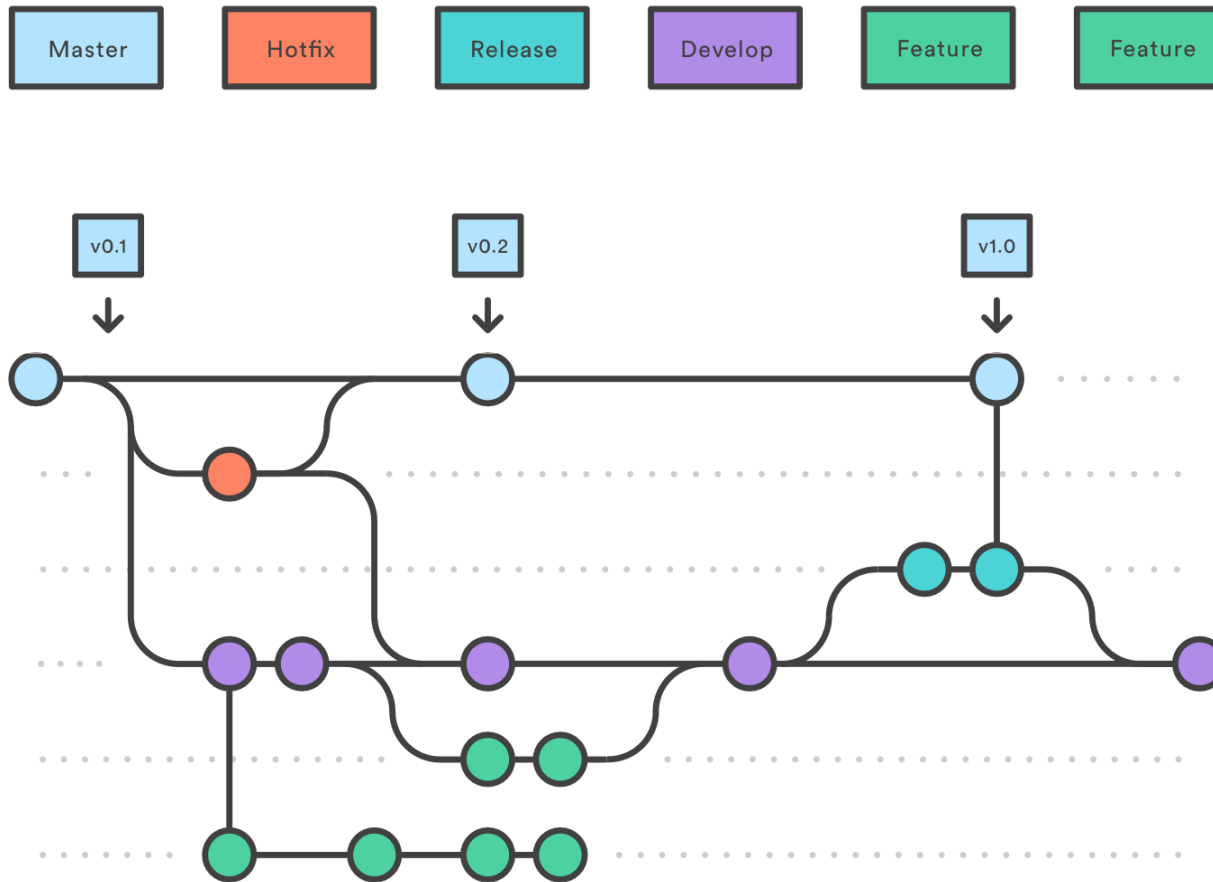 Master
Hotfix
Release
Develop
Feature
Feature
v0.1
v0.2
v1.0